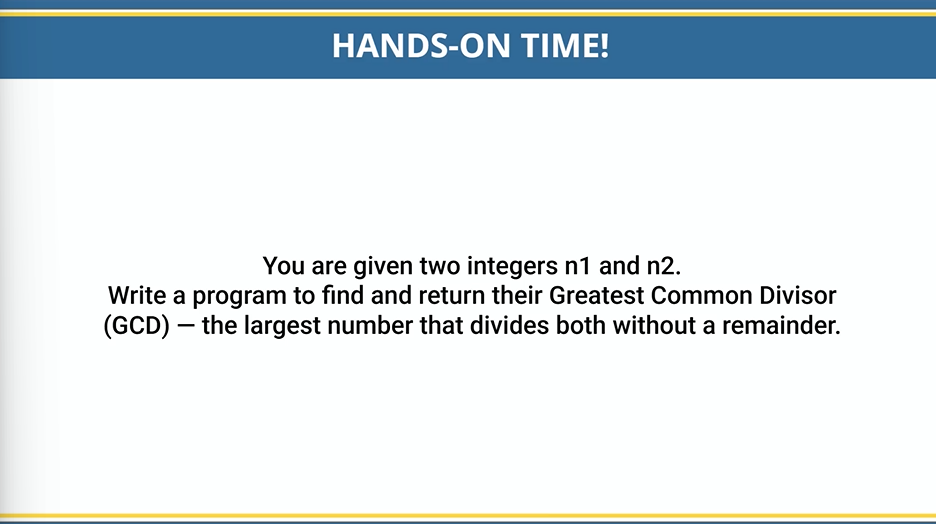 HANDS-ON TIME!
You are given two integers n1 and n2.
Write a program to find and return their Greatest Common Divisor
(GCD) — the largest number that divides both without a remainder.